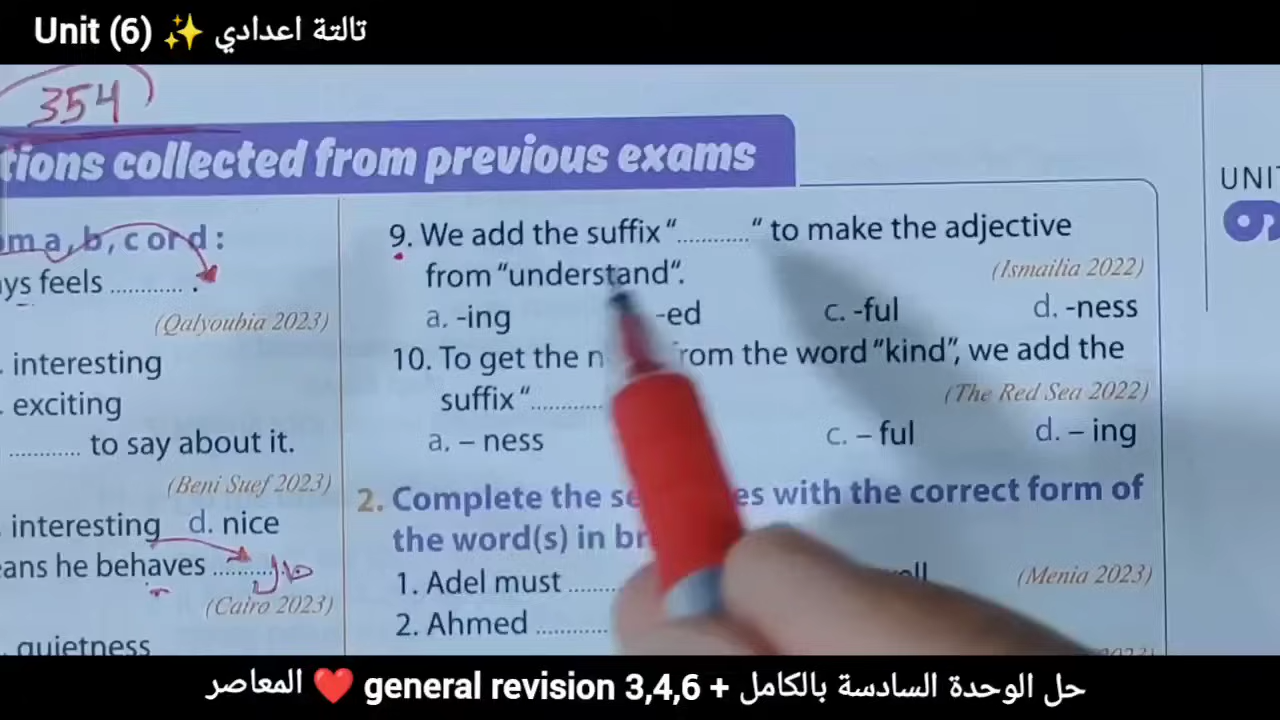 Unit (6) ✨ تالتة اعدادي
354
tions collected from previous exams
m a, b, c or d :
ys feels ............ .
(Qalyoubia 2023)
. interesting
. exciting
............ to say about it.
(Beni Suef 2023)
. interesting d. nice
eans he behaves ............
(Cairo 2023)
. quietness
9. We add the suffix “............“ to make the adjective
from “understand“.
(Ismailia 2022)
a. -ing -ed c. -ful d. -ness
10. To get the n from the word “kind“, we add the
suffix “............
(The Red Sea 2022)
a. – ness c. – ful d. – ing
2. Complete the se es with the correct form of
the word(s) in br
1. Adel must ........
(Menia 2023)
2. Ahmed ............
UNI
6
حل الوحدة السادسة بالكامل + general revision 3,4,6 ❤️ المعاصر